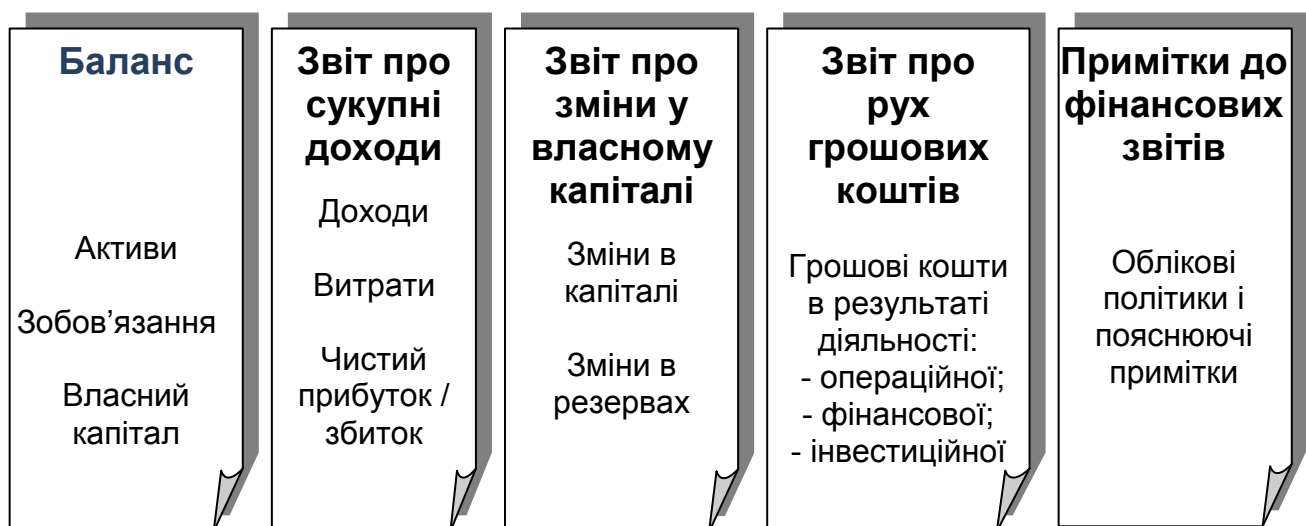 Баланс
Активи
Зобов’язання
Власний
капітал
Звіт про
сукупні
доходи
Доходи
Витрати
Чистий
прибуток /
збиток
Звіт про
зміни у
власному
капіталі
Зміни в
капіталі
Зміни в
резервах
Звіт про
рух
грошових
коштів
Грошові кошти
в результаті
діяльності:
- операційної;
- фінансової;
- інвестиційної
Примітки до
фінансових
звітів
Облікові
політики і
пояснюючі
примітки